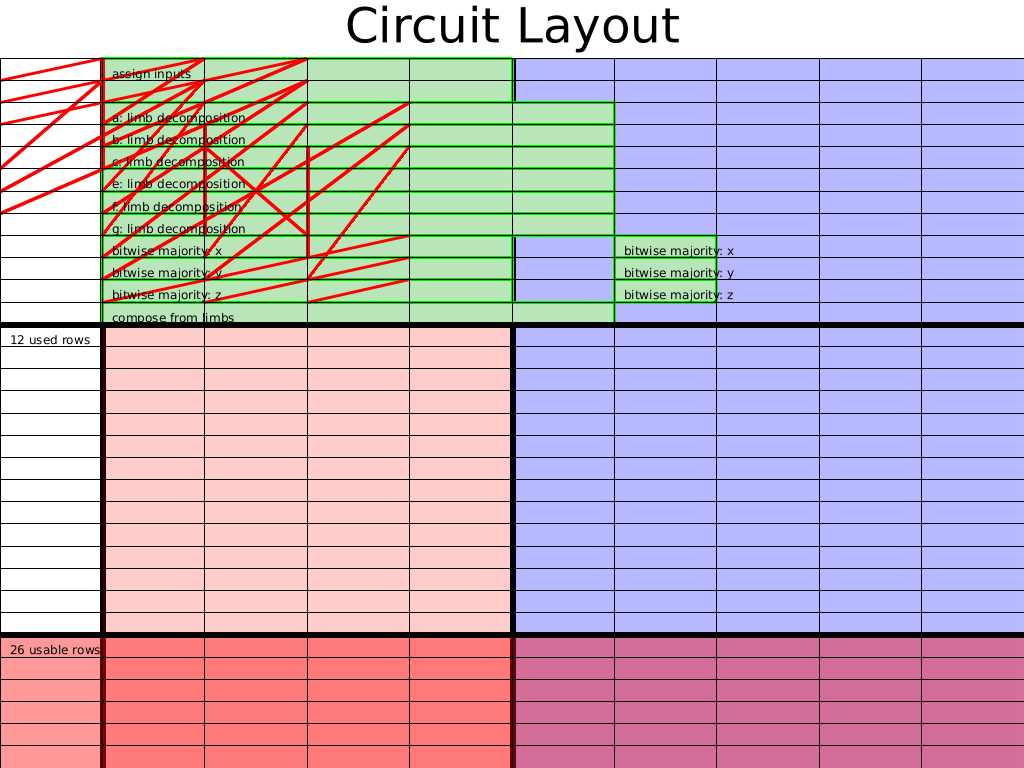 Circuit Layout
assign inputs
a: limb decomposition
b: limb decomposition
c: limb decomposition
e: limb decomposition
f: limb decomposition
g: limb decomposition
bitwise majority: x bitwise majority: x
bitwise majority: y bitwise majority: y
bitwise majority: z bitwise majority: z
compose from limbs
12 used rows
26 usable rows